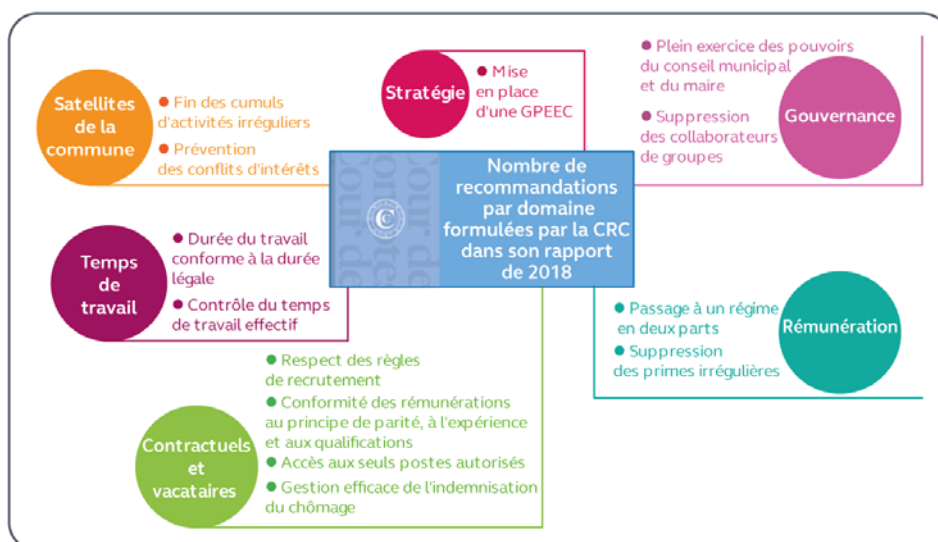 Satellites
de la
commune
● Fin des cumuls
d'activités irréguliers
● Prévention
des conflits d'intérêts
Stratégie
● Mise
en place
d'une GPEEC
● Plein exercice des pouvoirs
du conseil municipal
et du maire
● Suppression
des collaborateurs
de groupes
Gouvernance
Nombre de
recommandations
par domaine
formulées par la CRC
dans son rapport
de 2018
Temps
de
travail
● Durée du travail
conforme à la durée
légale
● Contrôle du temps
de travail effectif
● Passage à un régime
en deux parts
● Suppression
des primes irrégulières
Rémunération
Contractuels
et
vacataires
● Respect des règles
de recrutement
● Conformité des rémunérations
au principe de parité, à l'expérience
et aux qualifications
● Accès aux seuls postes autorisés
● Gestion efficace de l'indemnisation
du chômage